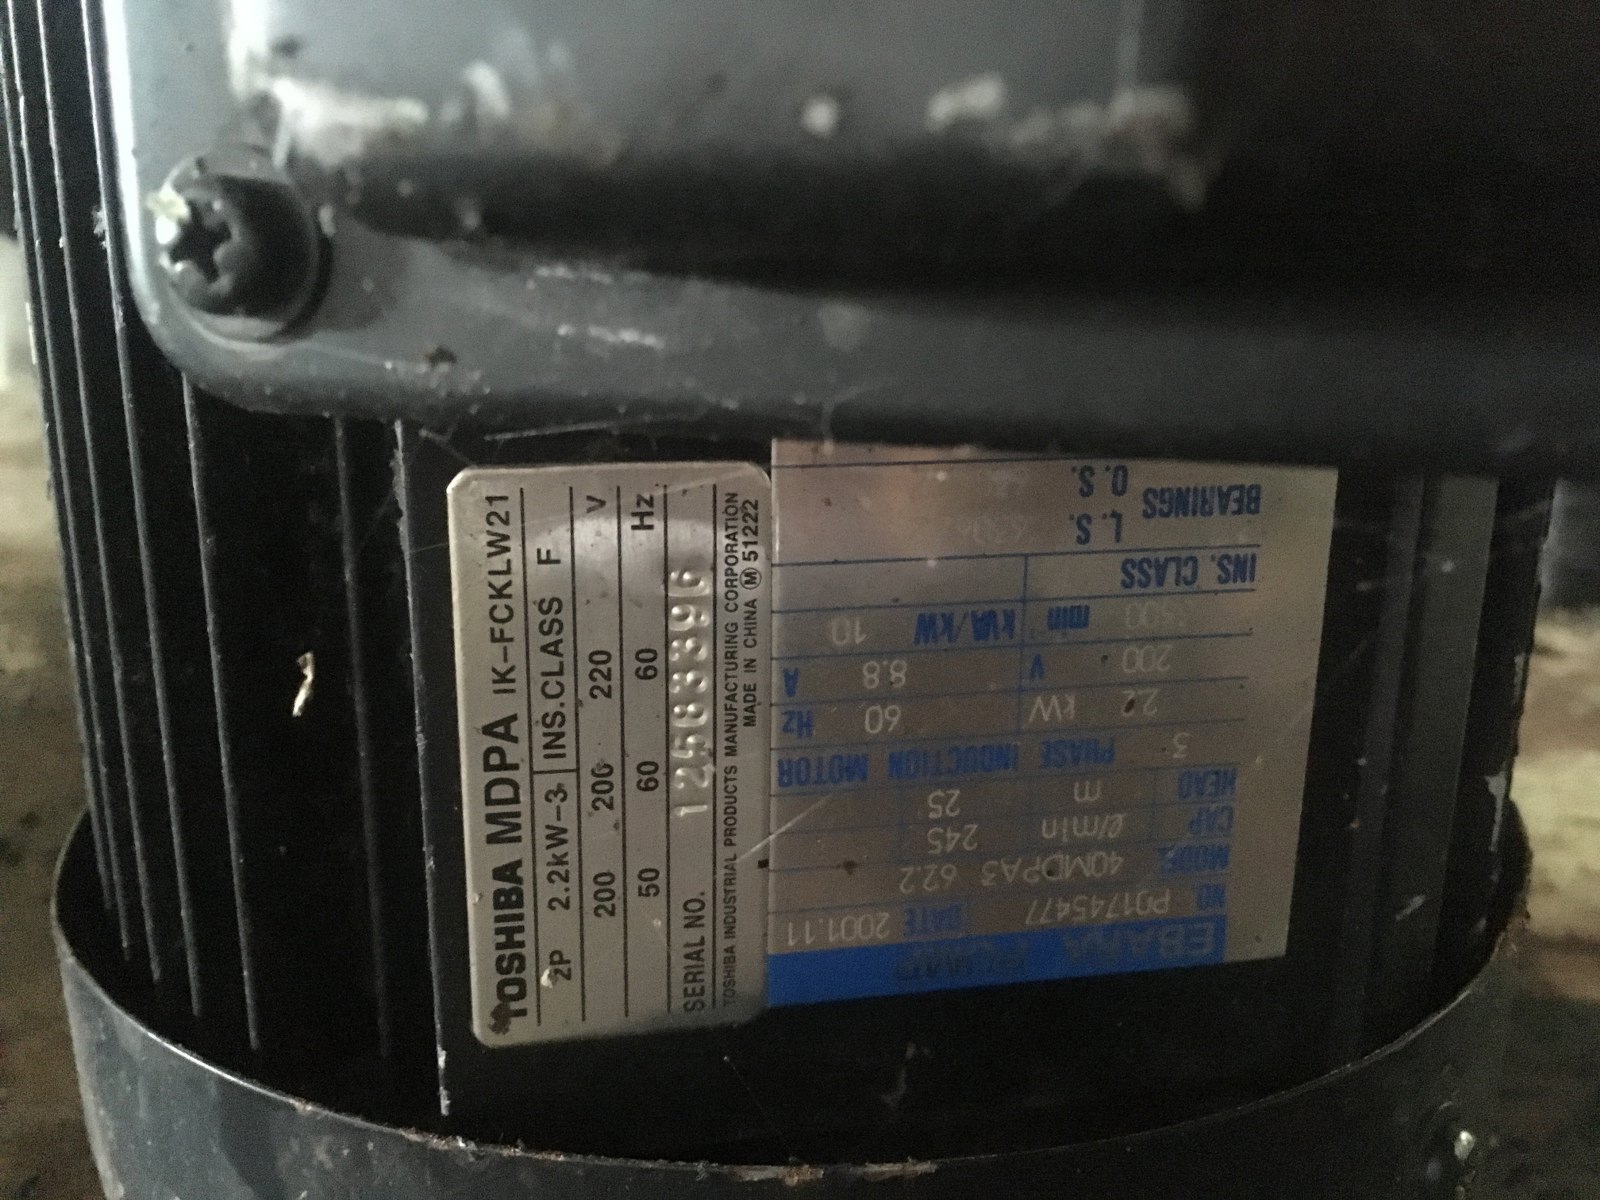 TOSHIBA MDPA IK-FCKLW21
2P 2.2kW-3 INS.CLASS F
200 200 220 V
50 60 60 Hz
SERIAL NO. 12583396
TOSHIBA INDUSTRIAL PRODUCTS MANUFACTURING CORPORATION
MADE IN CHINA Ⓜ 51222
EBARA
NO. P01745477 DATE 2001.11
MODEL 40MDPA3 62.2
CAP. ℓ/min 245
HEAD m 25
3 PHASE INDUCTION MOTOR
2.2 kW 60 Hz
200 V 8.8 A
min kVA/kW 10
INS. CLASS
BEARINGS L.S.
O.S.